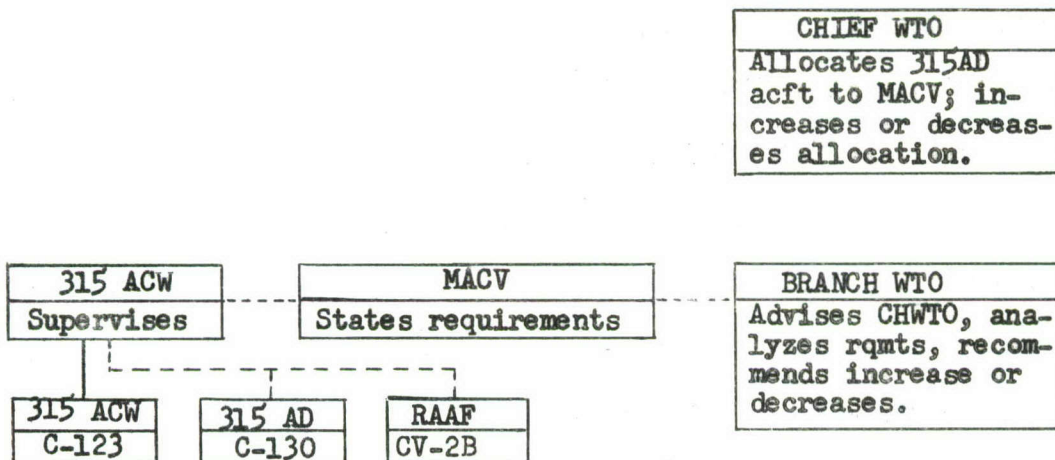 CHIEF WTO
Allocates 315AD
acft to MACV; in-
creases or decreas-
es allocation.
315 ACW
Supervises
MACV
States requirements
BRANCH WTO
Advises CHWTO, ana-
lyzes rqmts, recom-
mends increase or
decreases.
315 ACW
C-123
315 AD
C-130
RAAF
CV-2B